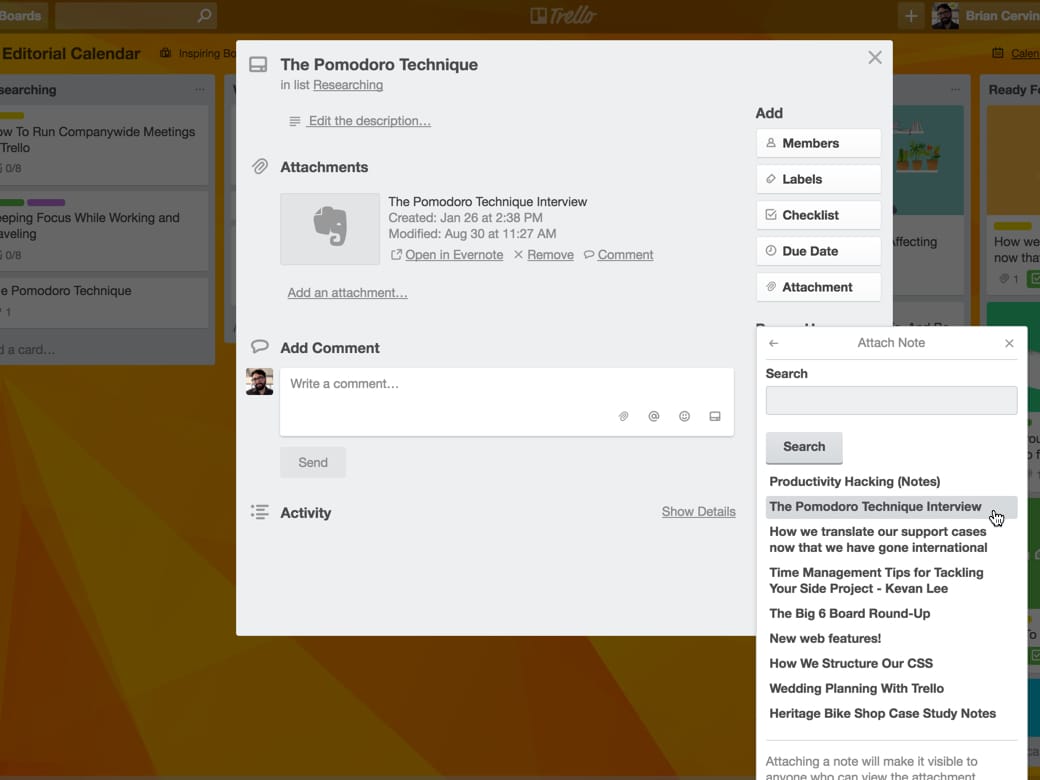 Boards
Trello
Brian Cervin
Editorial Calendar
Inspiring Bo
Calen
searching
...
...
Ready Fo
ow To Run Companywide Meetings
Trello
0/8
eeping Focus While Working and
aveling
0/8
e Pomodoro Technique
1
d a card…
The Pomodoro Technique
in list Researching
Edit the description…
Attachments
The Pomodoro Technique Interview
Created: Jan 26 at 2:38 PM
Modified: Aug 30 at 11:27 AM
Open in Evernote
Remove
Comment
Add an attachment…
Add Comment
Write a comment…
@
Send
Activity
Show Details
Add
Members
Labels
Checklist
Due Date
Attachment
ffecting
How we
now tha
1
Attach Note
Search
Search
Productivity Hacking (Notes)
The Pomodoro Technique Interview
How we translate our support cases
now that we have gone international
Time Management Tips for Tackling
Your Side Project - Kevan Lee
The Big 6 Board Round-Up
New web features!
How We Structure Our CSS
Wedding Planning With Trello
Heritage Bike Shop Case Study Notes
Attaching a note will make it visible to
anyone who can view the attachment